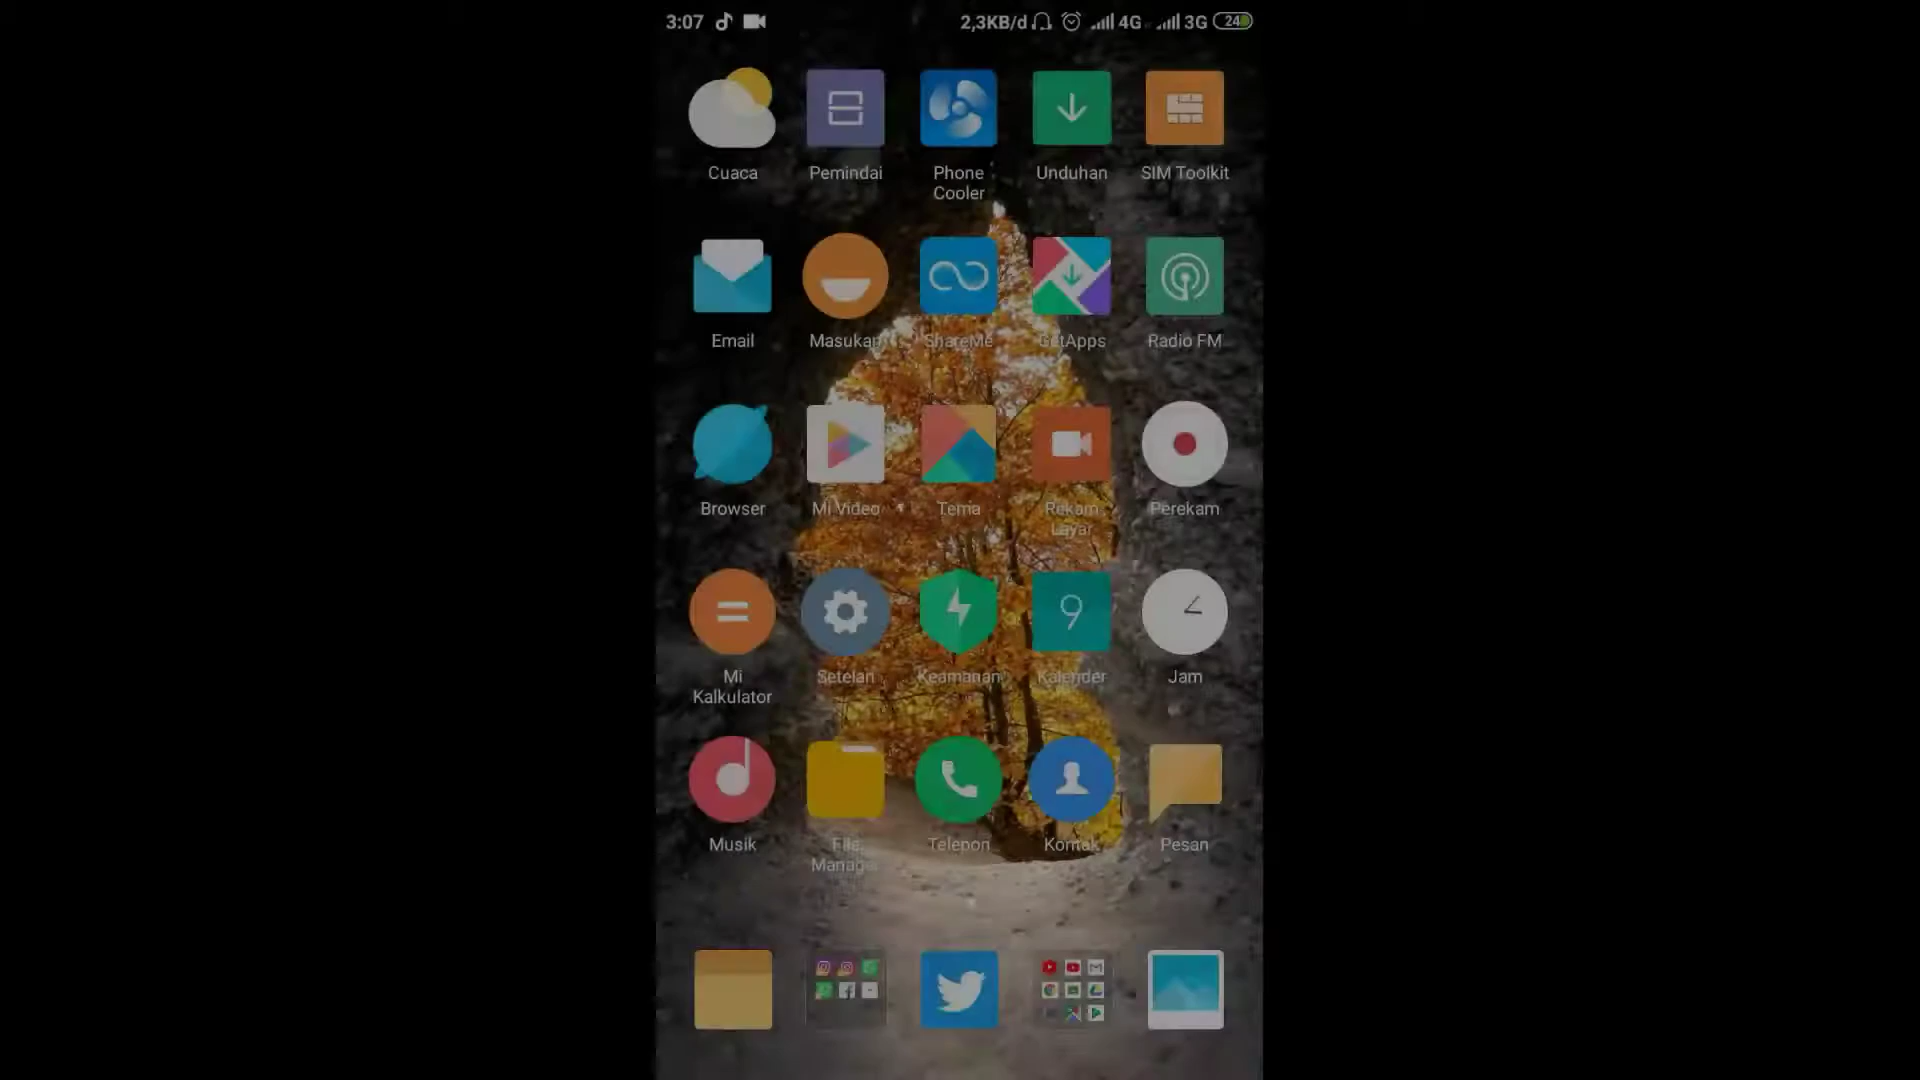 3:07 2,3KB/d 4G 3G 24
Cuaca Pemindai Phone Cooler Unduhan SIM Toolkit
Email Masukan ShareMe GetApps Radio FM
Browser Mi Video Tema Rekam Layar Perekam
9
Mi Kalkulator Setelan Keamanan Kalender Jam
Musik File Manager Telepon Kontak Pesan